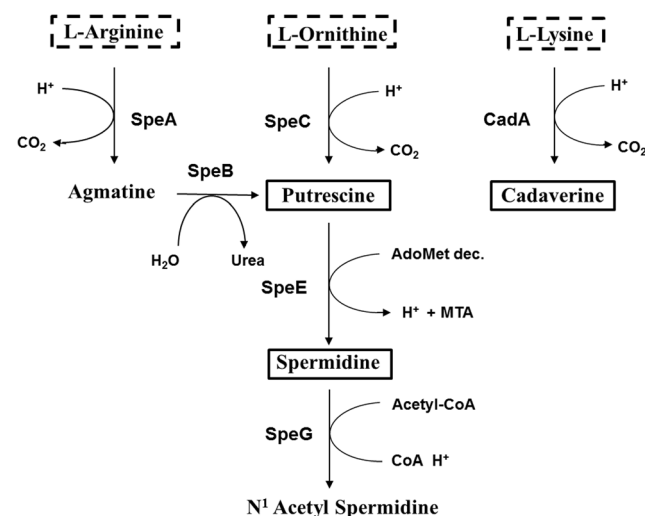 L-Arginine L-Ornithine L-Lysine
H⁺ H⁺ H⁺
SpeA SpeC CadA
CO₂ CO₂ CO₂
SpeB
Agmatine Putrescine Cadaverine
H₂O Urea AdoMet dec.
SpeE
H⁺ + MTA
Spermidine
Acetyl-CoA
SpeG
CoA H⁺
N¹ Acetyl Spermidine